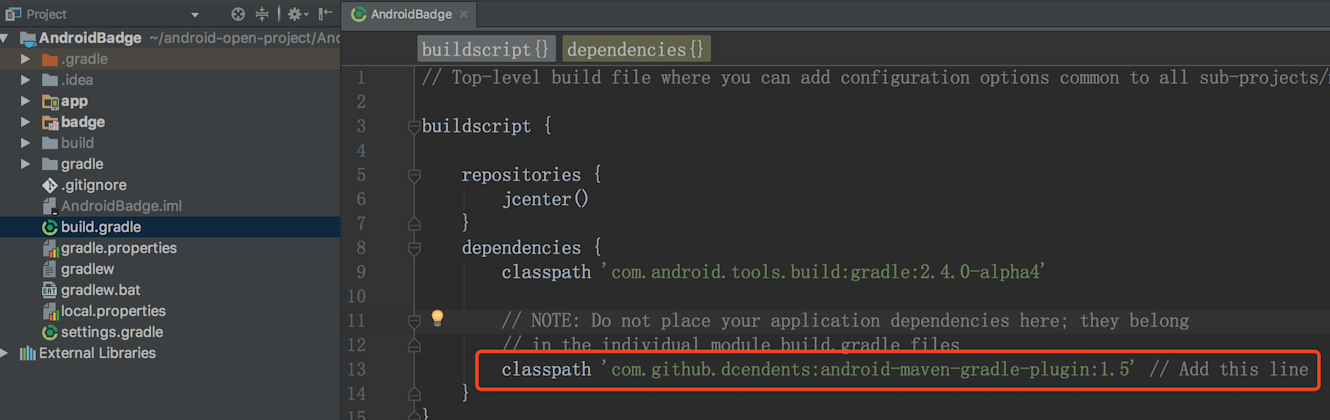 Project
AndroidBadge ~/android-open-project/An
.gradle
.idea
app
badge
build
gradle
.gitignore
AndroidBadge.iml
build.gradle
gradle.properties
gradlew
gradlew.bat
local.properties
settings.gradle
External Libraries
AndroidBadge
buildscript{} dependencies{}
1 // Top-level build file where you can add configuration options common to all sub-projects/
2
3 buildscript {
4
5 repositories {
6 jcenter()
7 }
8 dependencies {
9 classpath 'com.android.tools.build:gradle:2.4.0-alpha4'
10
11 // NOTE: Do not place your application dependencies here; they belong
12 // in the individual module build.gradle files
13 classpath 'com.github.dcendents:android-maven-gradle-plugin:1.5' // Add this line
14 }
15 }